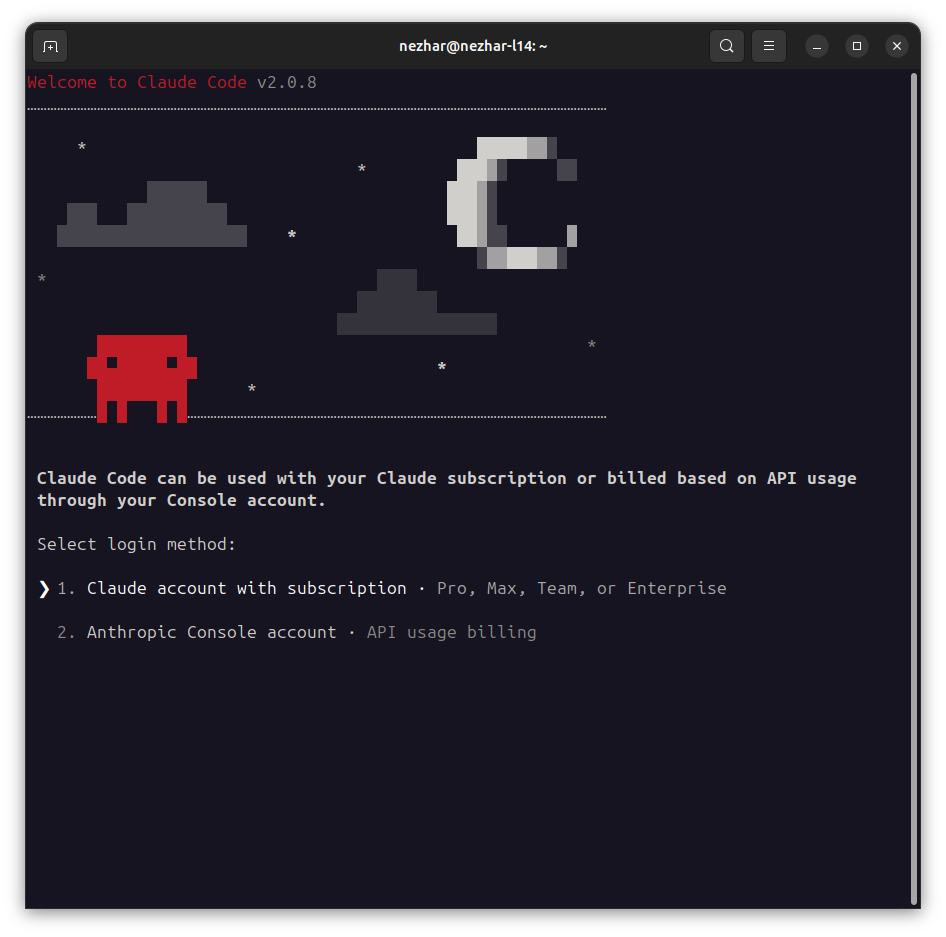 nezhar@nezhar-l14: ~
Welcome to Claude Code v2.0.8
Claude Code can be used with your Claude subscription or billed based on API usage
through your Console account.
Select login method:
❯ 1. Claude account with subscription · Pro, Max, Team, or Enterprise
2. Anthropic Console account · API usage billing